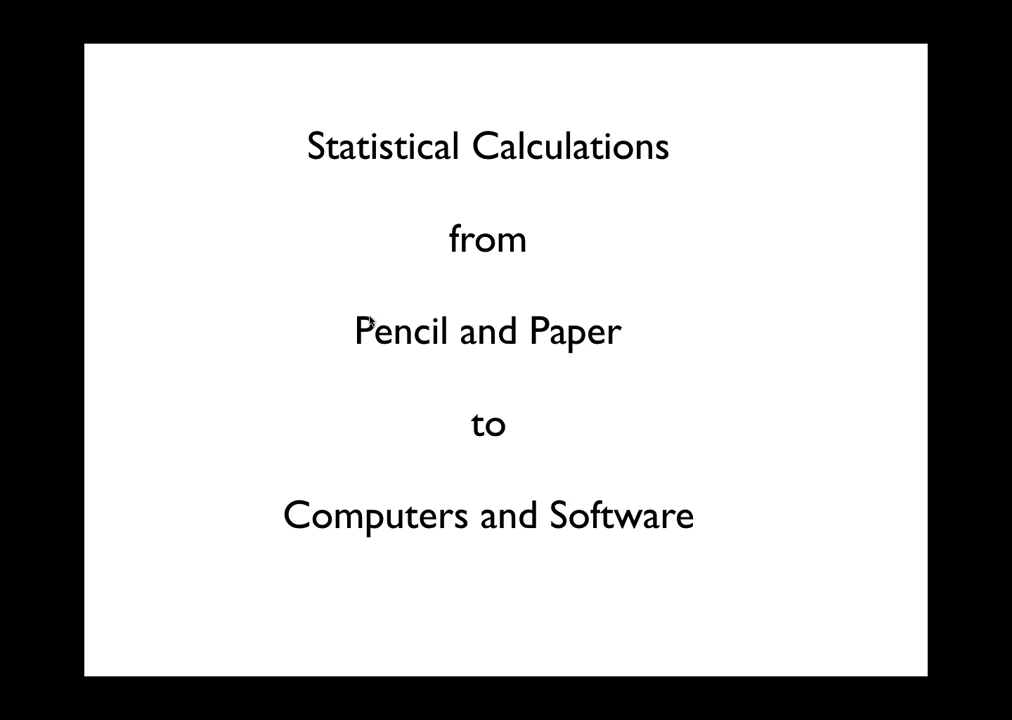 Statistical Calculations
from
Pencil and Paper
to
Computers and Software